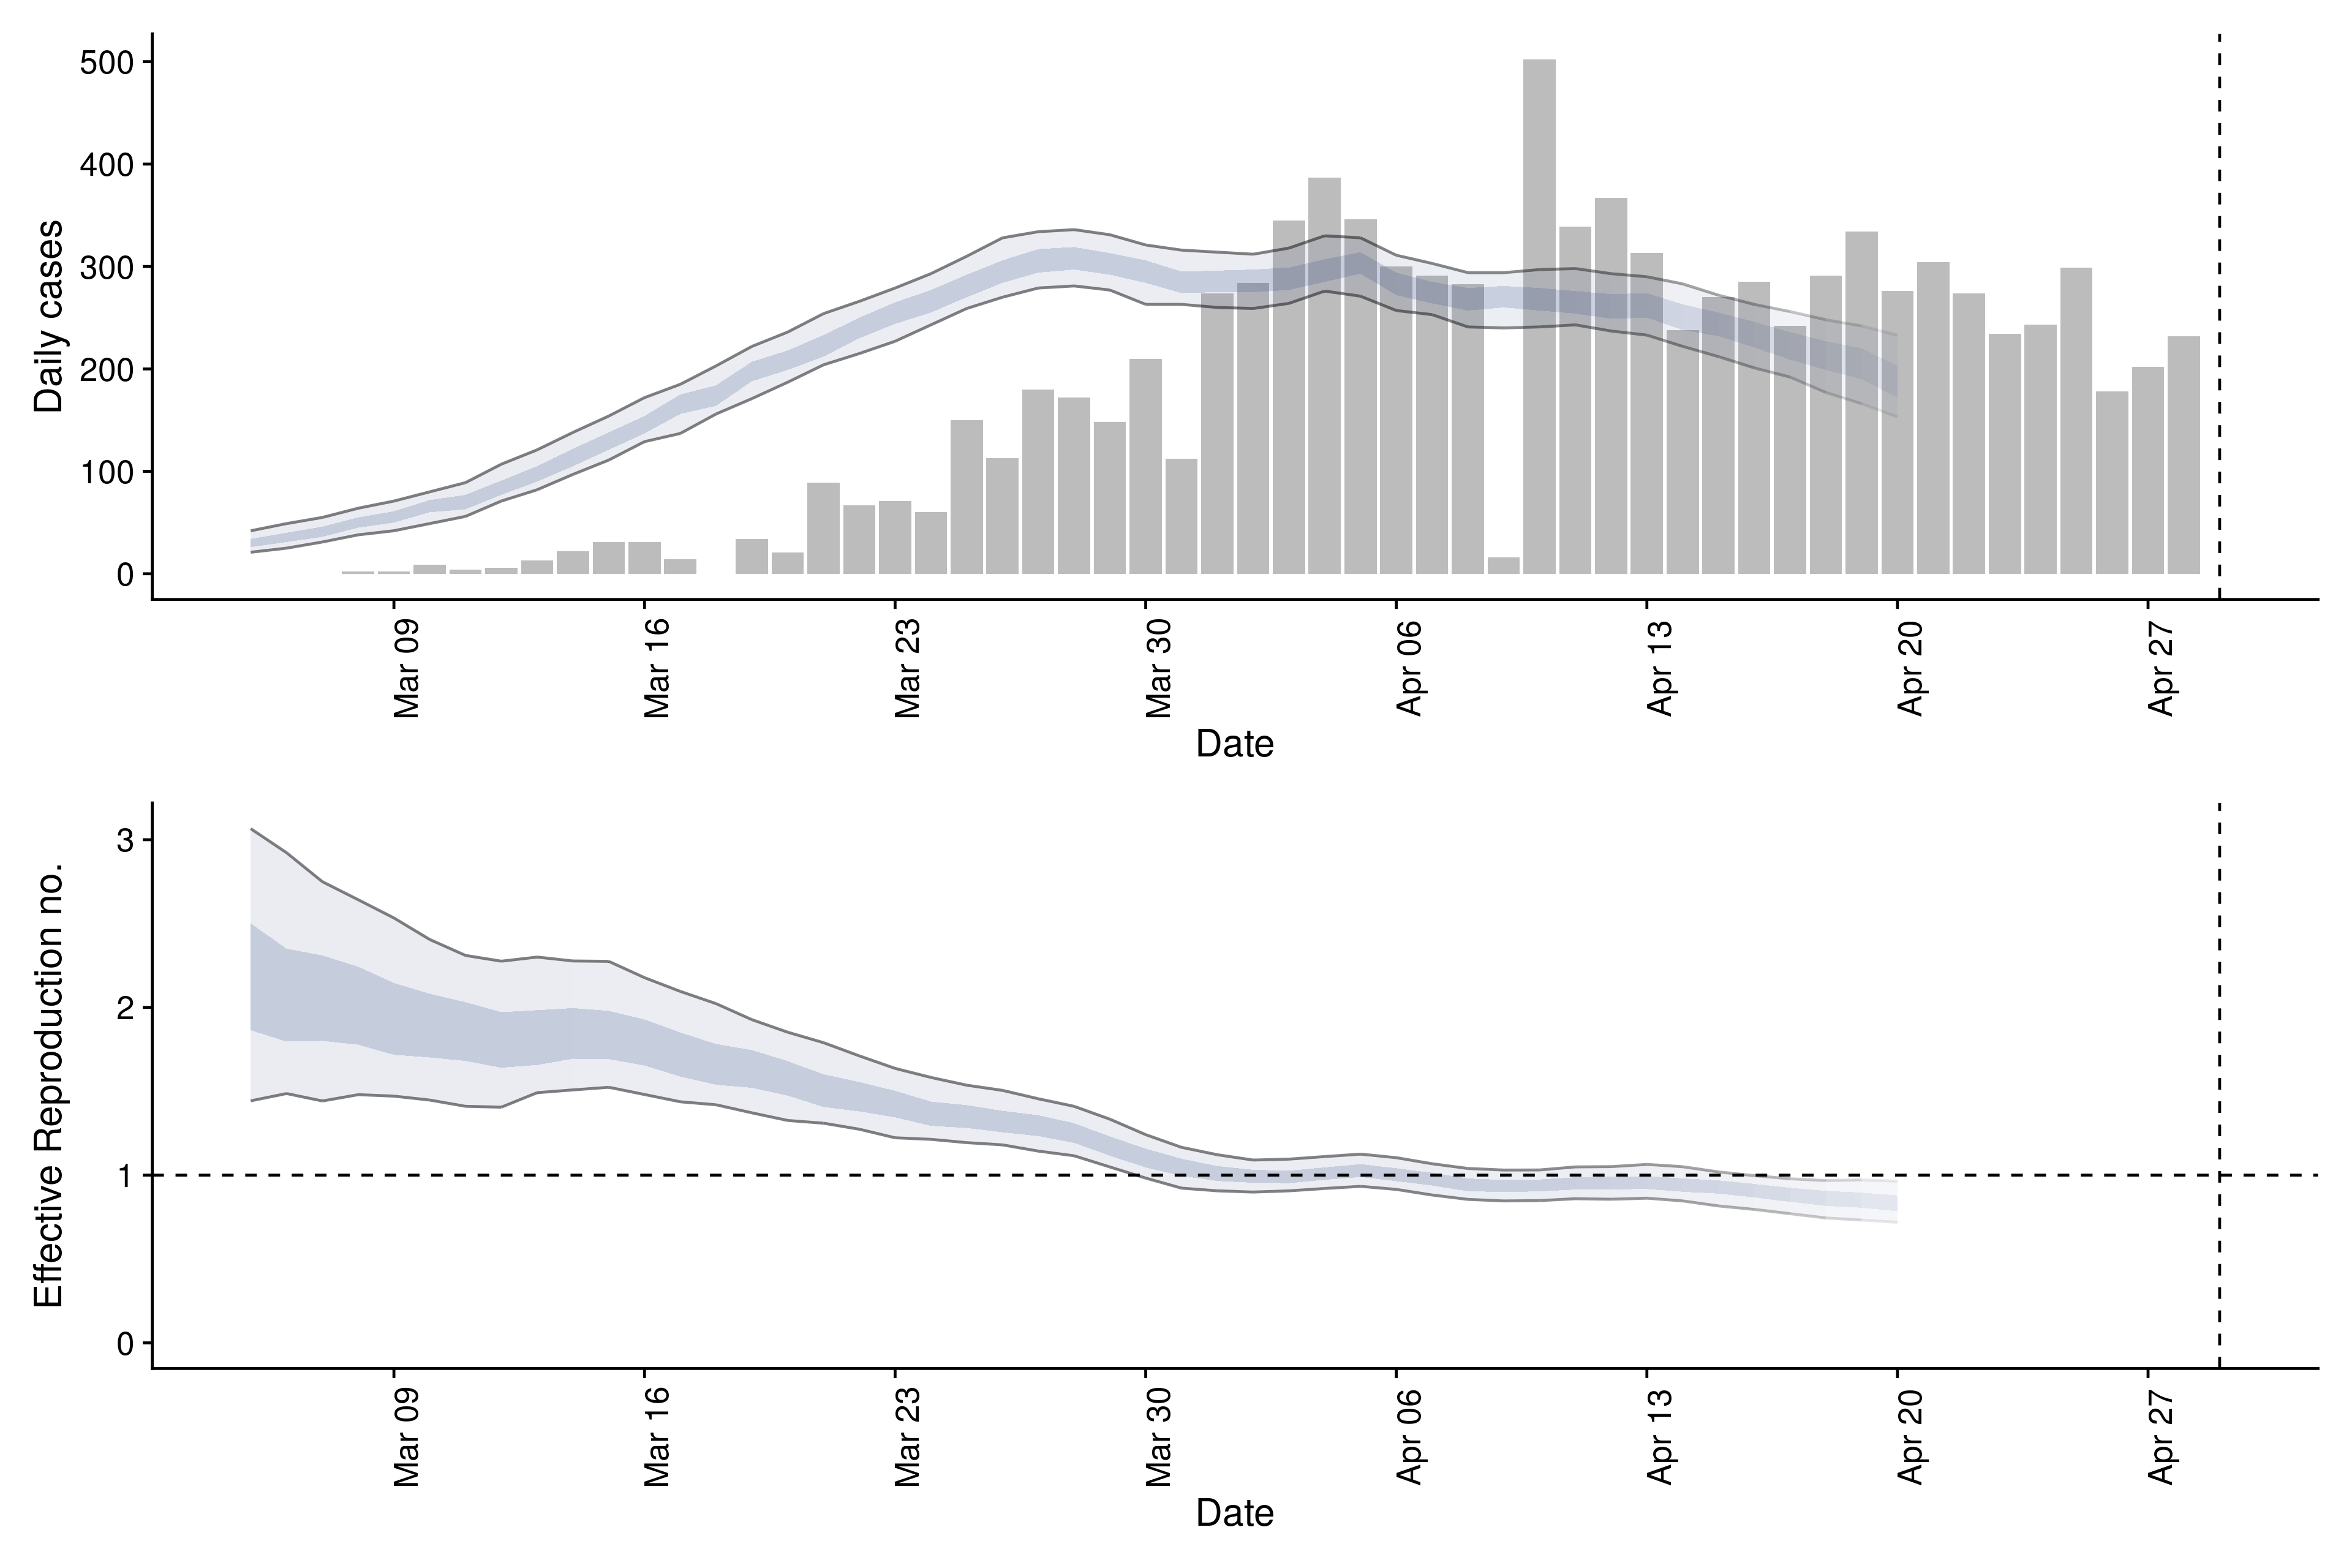 Daily cases
500
400
300
200
100
0
Mar 09
Mar 16
Mar 23
Mar 30
Apr 06
Apr 13
Apr 20
Apr 27
Date
Effective Reproduction no.
3
2
1
0
Mar 09
Mar 16
Mar 23
Mar 30
Apr 06
Apr 13
Apr 20
Apr 27
Date